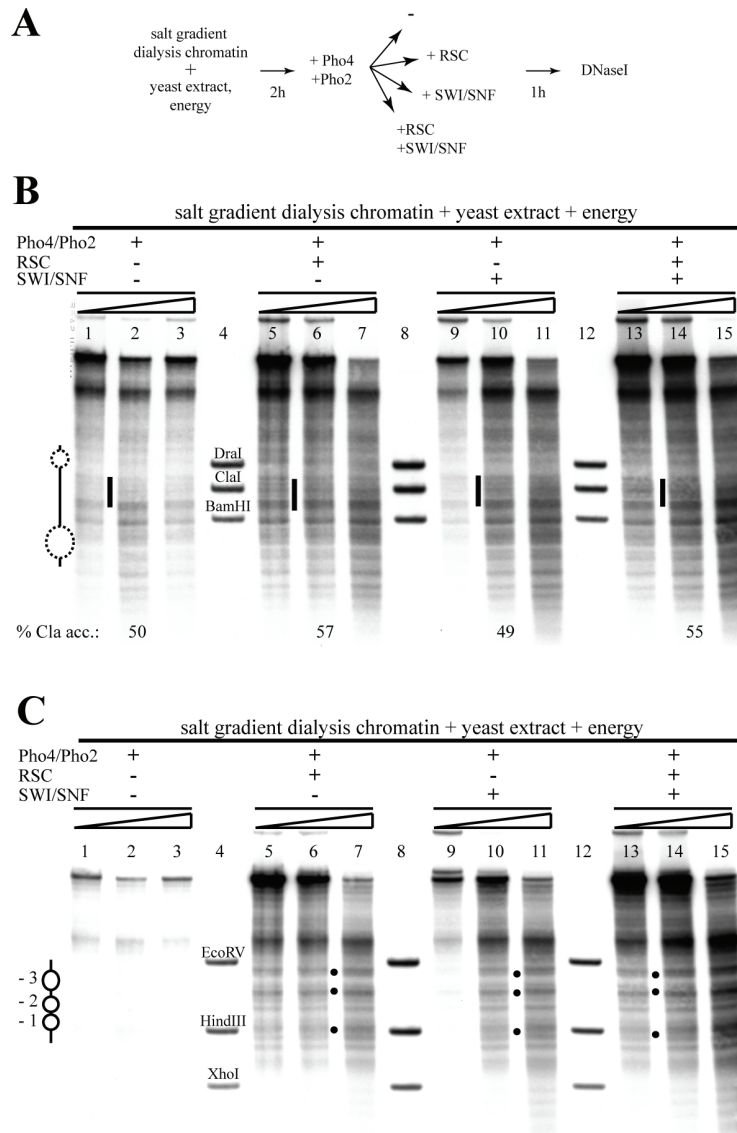 A
salt gradient
dialysis chromatin
+
yeast extract,
energy
2h
+ Pho4
+Pho2
-
+ RSC
+ SWI/SNF
+RSC
+SWI/SNF
1h
DNaseI
B
salt gradient dialysis chromatin + yeast extract + energy
Pho4/Pho2 + + + +
RSC - + - +
SWI/SNF - - + +
1 2 3 4 5 6 7 8 9 10 11 12 13 14 15
DraI
ClaI
BamHI
% Cla acc.: 50 57 49 55
C
salt gradient dialysis chromatin + yeast extract + energy
Pho4/Pho2 + + + +
RSC - + - +
SWI/SNF - - + +
1 2 3 4 5 6 7 8 9 10 11 12 13 14 15
EcoRV
- 3
- 2
- 1
HindIII
XhoI